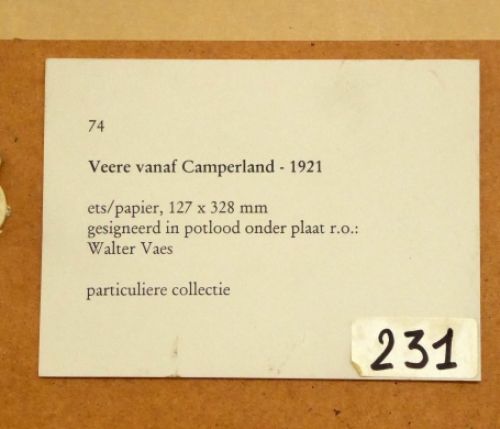 74
Veere vanaf Camperland - 1921
ets/papier, 127 x 328 mm
gesigneerd in potlood onder plaat r.o.:
Walter Vaes
particuliere collectie
231